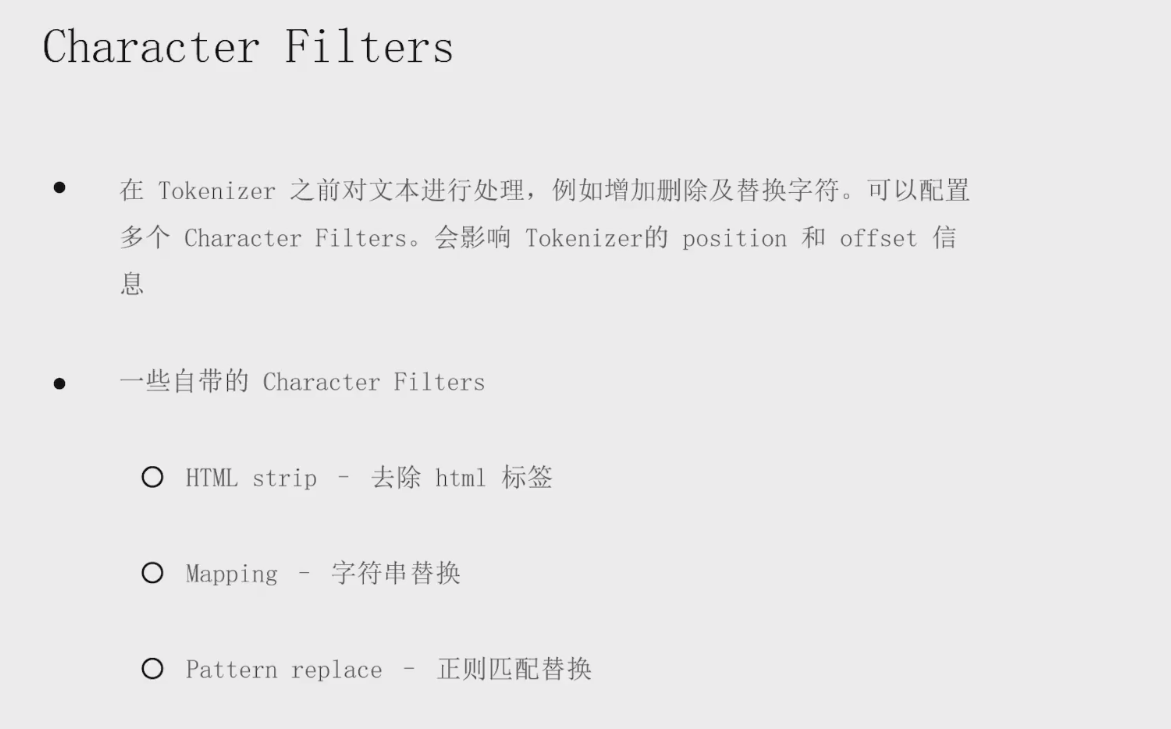 Character Filters
● 在 Tokenizer 之前对文本进行处理，例如增加删除及替换字符。可以配置
多个 Character Filters。会影响 Tokenizer的 position 和 offset 信
息
● 一些自带的 Character Filters
○ HTML strip - 去除 html 标签
○ Mapping - 字符串替换
○ Pattern replace - 正则匹配替换